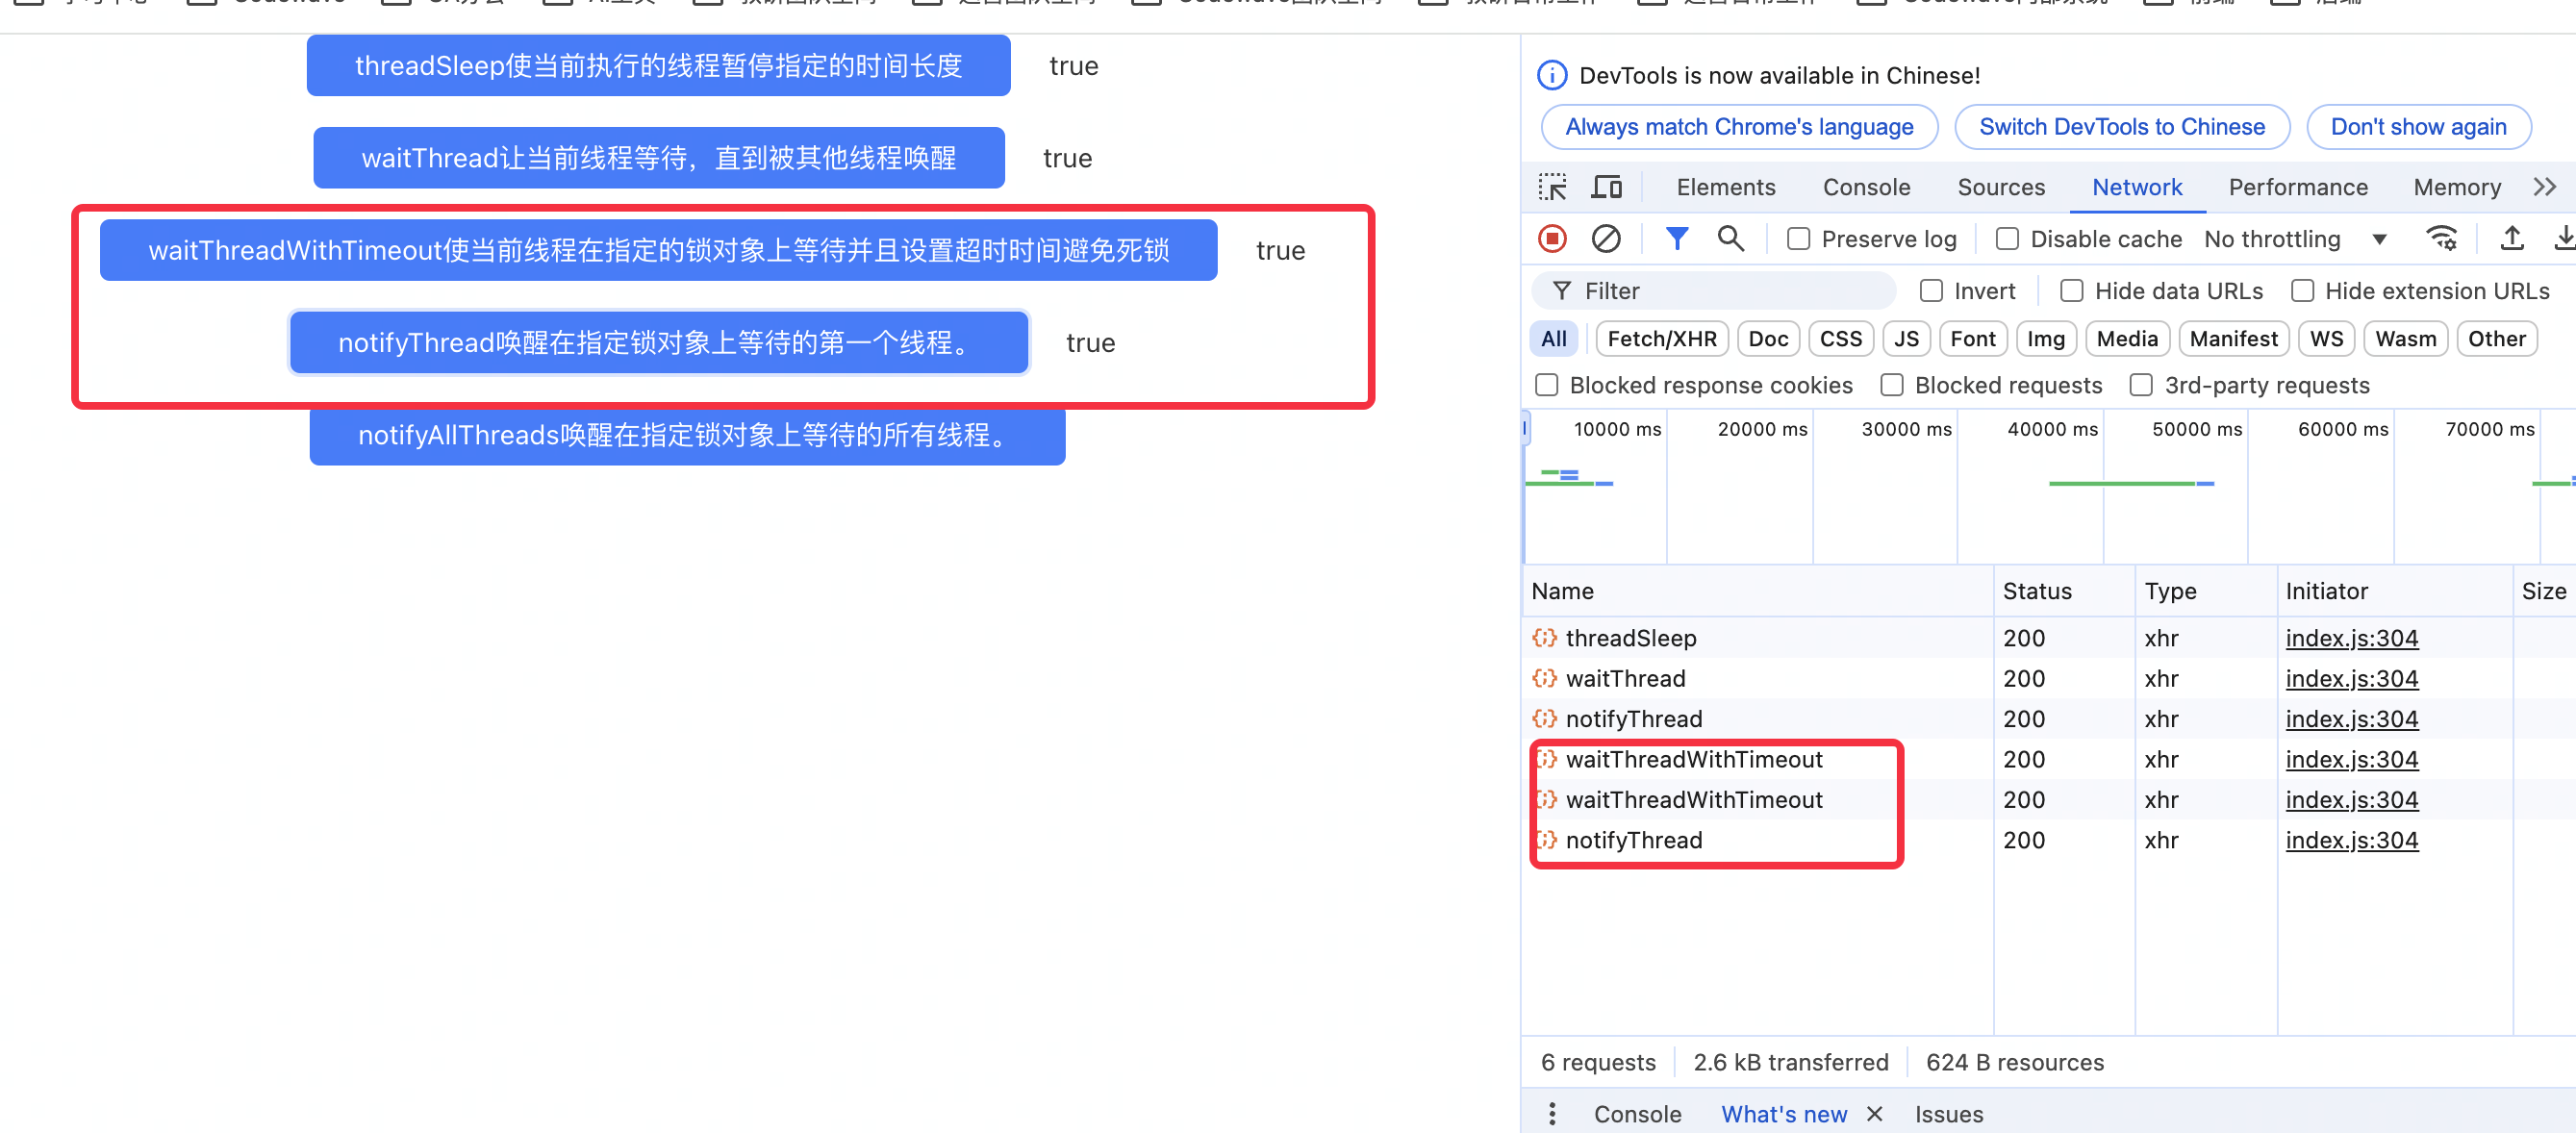 threadSleep使当前执行的线程暂停指定的时间长度 true
waitThread让当前线程等待，直到被其他线程唤醒 true
waitThreadWithTimeout使当前线程在指定的锁对象上等待并且设置超时时间避免死锁 true
notifyThread唤醒在指定锁对象上等待的第一个线程。 true
notifyAllThreads唤醒在指定锁对象上等待的所有线程。
DevTools is now available in Chinese!
Always match Chrome's language Switch DevTools to Chinese Don't show again
Elements Console Sources Network Performance Memory
Preserve log Disable cache No throttling
Filter Invert Hide data URLs Hide extension URLs
All Fetch/XHR Doc CSS JS Font Img Media Manifest WS Wasm Other
Blocked response cookies Blocked requests 3rd-party requests
10000 ms 20000 ms 30000 ms 40000 ms 50000 ms 60000 ms 70000 ms
Name Status Type Initiator Size
threadSleep 200 xhr index.js:304
waitThread 200 xhr index.js:304
notifyThread 200 xhr index.js:304
waitThreadWithTimeout 200 xhr index.js:304
waitThreadWithTimeout 200 xhr index.js:304
notifyThread 200 xhr index.js:304
6 requests 2.6 kB transferred 624 B resources
Console What's new Issues